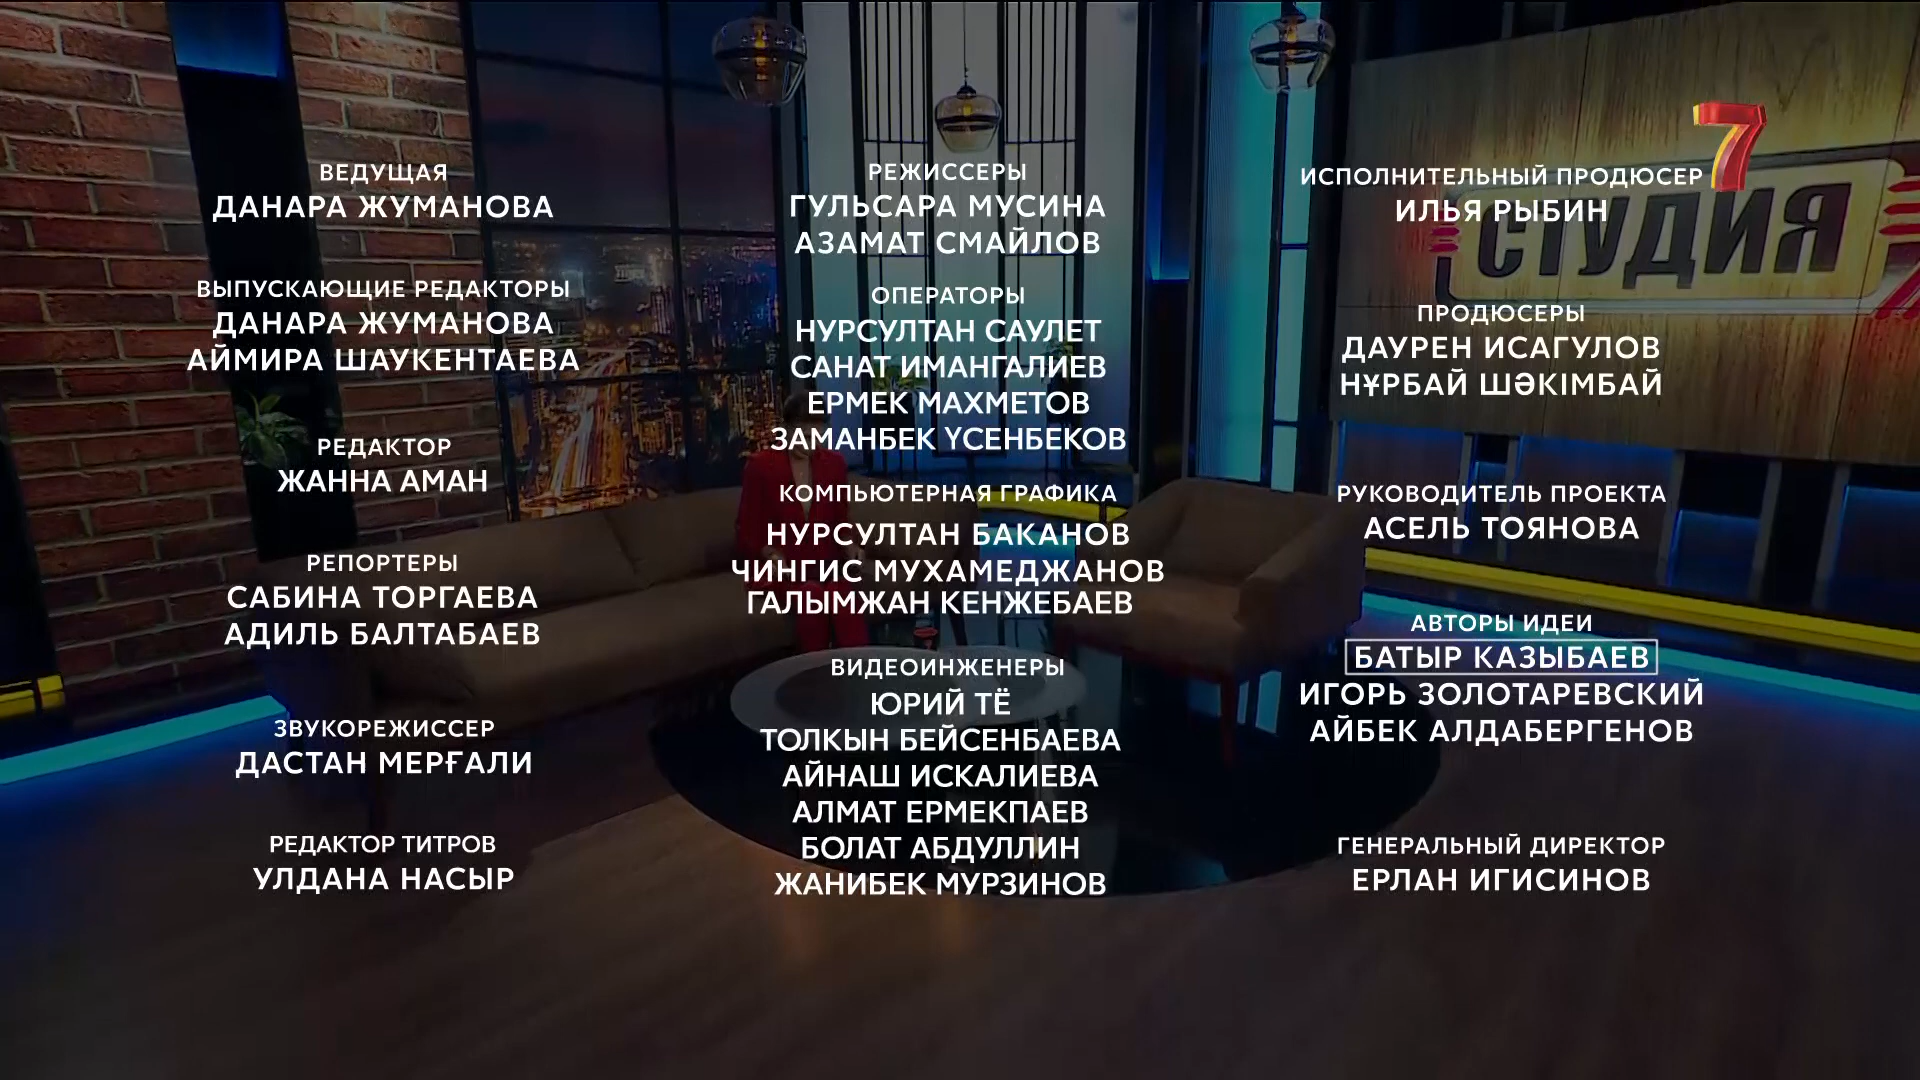 ВЕДУЩАЯ
ДАНАРА ЖУМАНОВА
ВЫПУСКАЮЩИЕ РЕДАКТОРЫ
ДАНАРА ЖУМАНОВА
АЙМИРА ШАУКЕНТАЕВА
РЕДАКТОР
ЖАННА АМАН
РЕПОРТЕРЫ
САБИНА ТОРГАЕВА
АДИЛЬ БАЛТАБАЕВ
ЗВУКОРЕЖИССЕР
ДАСТАН МЕРҒАЛИ
РЕДАКТОР ТИТРОВ
УЛДАНА НАСЫР
РЕЖИССЕРЫ
ГУЛЬСАРА МУСИНА
АЗАМАТ СМАЙЛОВ
ОПЕРАТОРЫ
НУРСУЛТАН САУЛЕТ
САНАТ ИМАНГАЛИЕВ
ЕРМЕК МАХМЕТОВ
ЗАМАНБЕК ҮСЕНБЕКОВ
КОМПЬЮТЕРНАЯ ГРАФИКА
НУРСУЛТАН БАКАНОВ
ЧИНГИС МУХАМЕДЖАНОВ
ГАЛЫМЖАН КЕНЖЕБАЕВ
ВИДЕОИНЖЕНЕРЫ
ЮРИЙ ТЁ
ТОЛКЫН БЕЙСЕНБАЕВА
АЙНАШ ИСКАЛИЕВА
АЛМАТ ЕРМЕКПАЕВ
БОЛАТ АБДУЛЛИН
ЖАНИБЕК МУРЗИНОВ
7
ИСПОЛНИТЕЛЬНЫЙ ПРОДЮСЕР
ИЛЬЯ РЫБИН
СТУДИЯ
ПРОДЮСЕРЫ
ДАУРЕН ИСАГУЛОВ
НҰРБАЙ ШӘКІМБАЙ
РУКОВОДИТЕЛЬ ПРОЕКТА
АСЕЛЬ ТОЯНОВА
АВТОРЫ ИДЕИ
БАТЫР КАЗЫБАЕВ
ИГОРЬ ЗОЛОТАРЕВСКИЙ
АЙБЕК АЛДАБЕРГЕНОВ
ГЕНЕРАЛЬНЫЙ ДИРЕКТОР
ЕРЛАН ИГИСИНОВ